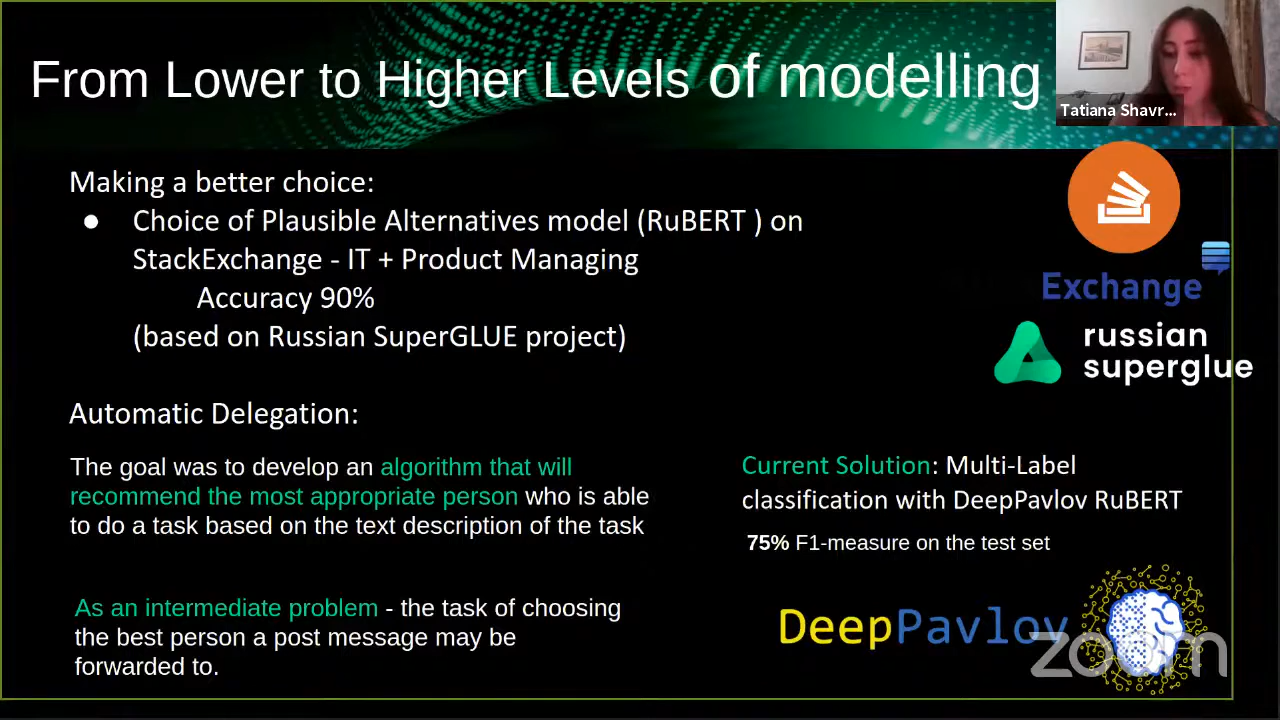 From Lower to Higher Levels of modelling
Tatiana Shavr...
Making a better choice:
● Choice of Plausible Alternatives model (RuBERT ) on
StackExchange - IT + Product Managing
Accuracy 90%
(based on Russian SuperGLUE project)
Exchange
russian
superglue
Automatic Delegation:
The goal was to develop an algorithm that will
recommend the most appropriate person who is able
to do a task based on the text description of the task
Current Solution: Multi-Label
classification with DeepPavlov RuBERT
75% F1-measure on the test set
As an intermediate problem - the task of choosing
the best person a post message may be
forwarded to.
DeepPavlov
zoom